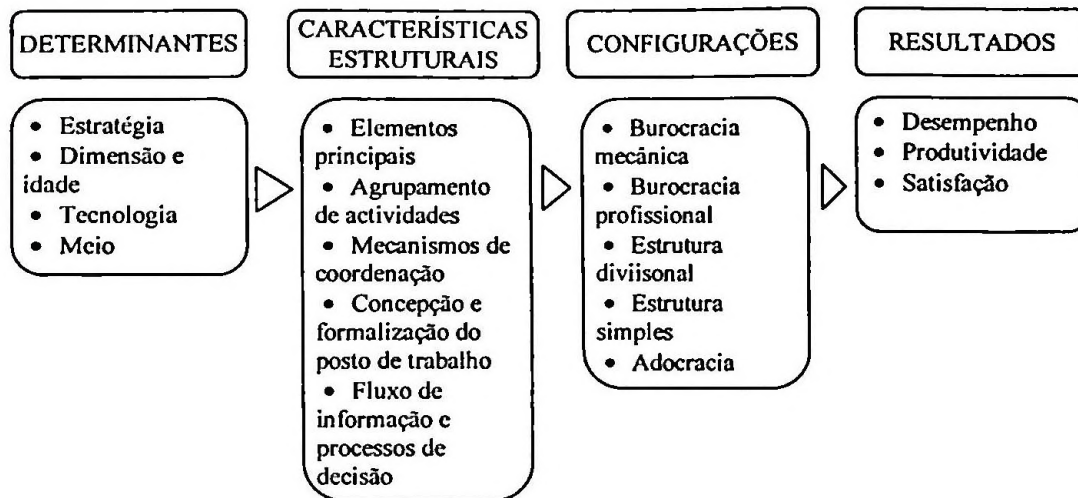 DETERMINANTES
CARACTERÍSTICAS
ESTRUTURAIS
CONFIGURAÇÕES
RESULTADOS
• Estratégia
• Dimensão e
idade
• Tecnologia
• Meio
• Elementos
principais
• Agrupamento
de actividades
• Mecanismos de
coordenação
• Concepção e
formalização do
posto de trabalho
• Fluxo de
informação e
processos de
decisão
• Burocracia
mecânica
• Burocracia
profissional
• Estrutura
diviisonal
• Estrutura
simples
• Adocracia
• Desempenho
• Produtividade
• Satisfação